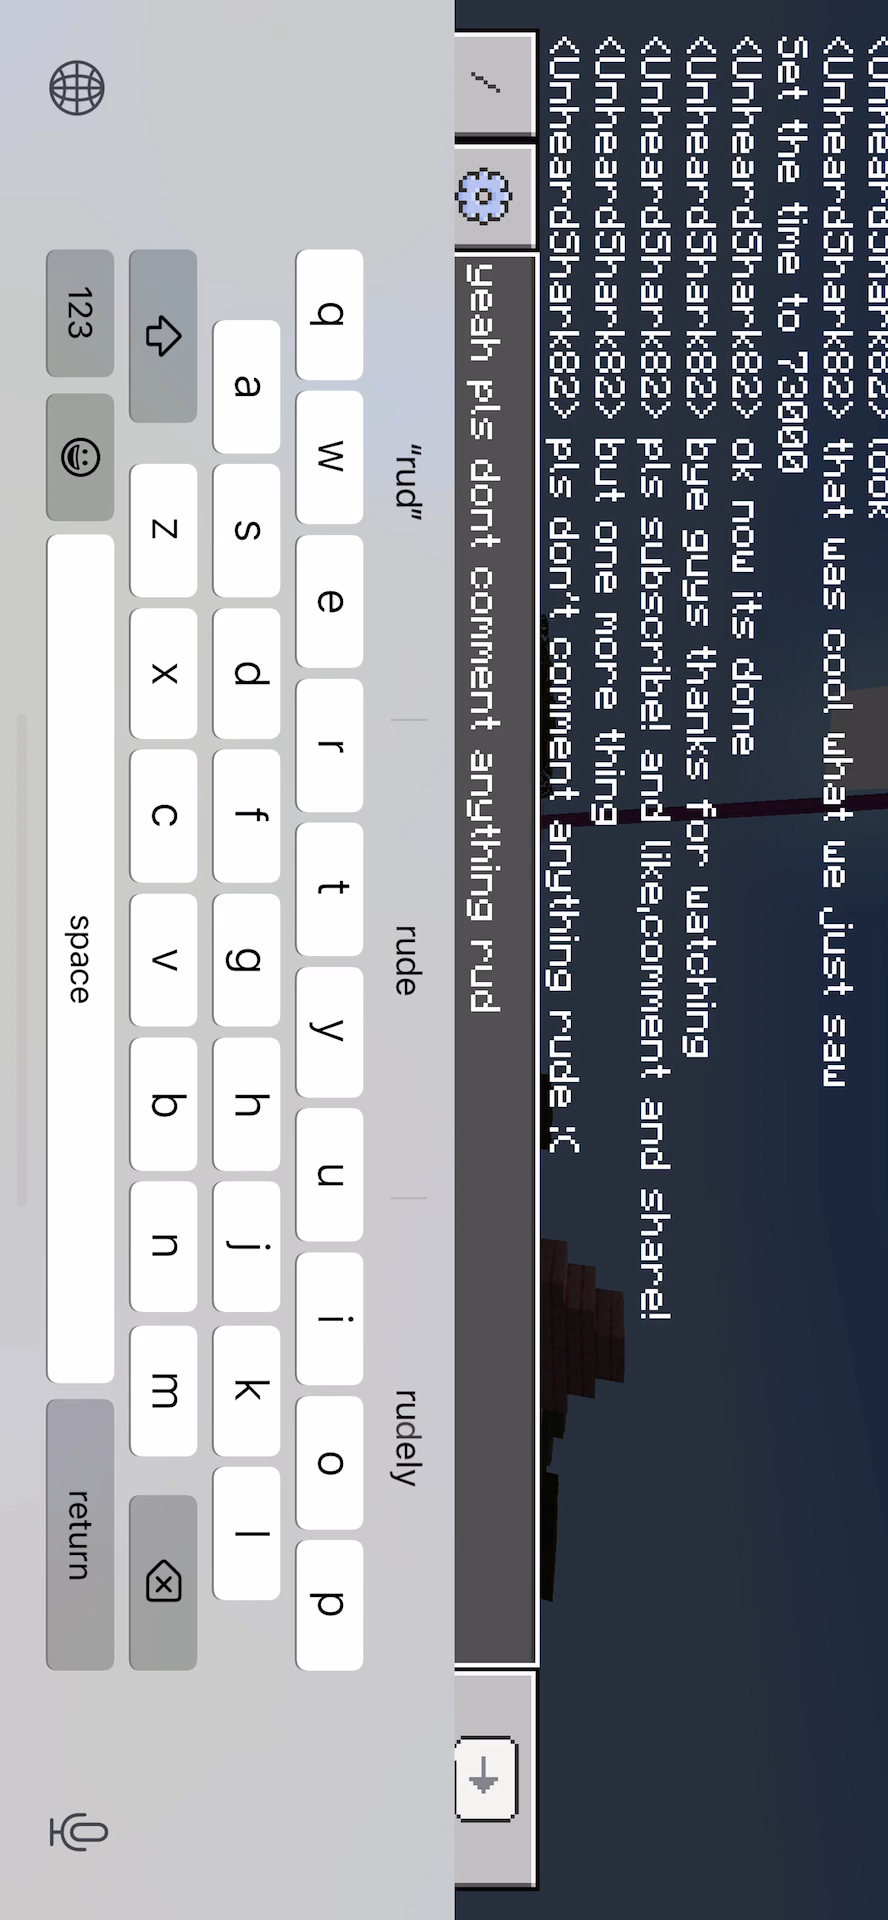 <UnheardShark82> look
<UnheardShark82> that was cool what we just saw
Set the time to 73000
<UnheardShark82> ok now its done
<UnheardShark82> bye guys thanks for watching
<UnheardShark82> pls subscribe! and like,comment and share!
<UnheardShark82> but one more thing
<UnheardShark82> pls don't comment anything rude :(
/ yeah pls dont comment anything rud
"rud" rude rudely
q w e r t y u i o p
a s d f g h j k l
z x c v b n m
123 space return